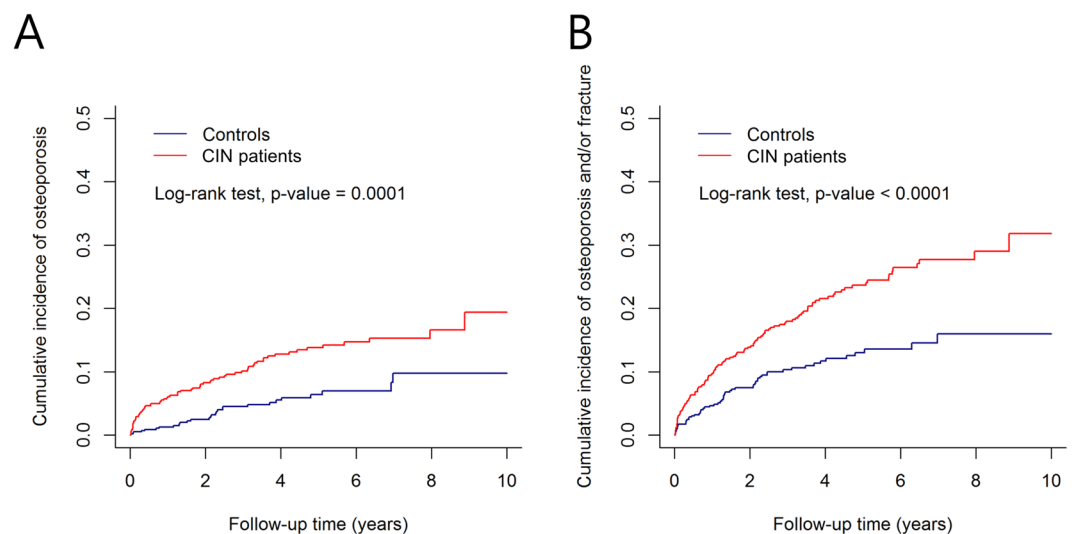 A
Cumulative incidence of osteoporosis
0.5
0.4
0.3
0.2
0.1
0.0
Controls
CIN patients
Log-rank test, p-value = 0.0001
0 2 4 6 8 10
Follow-up time (years)
B
Cumulative incidence of osteoporosis and/or fracture
0.5
0.4
0.3
0.2
0.1
0.0
Controls
CIN patients
Log-rank test, p-value < 0.0001
0 2 4 6 8 10
Follow-up time (years)